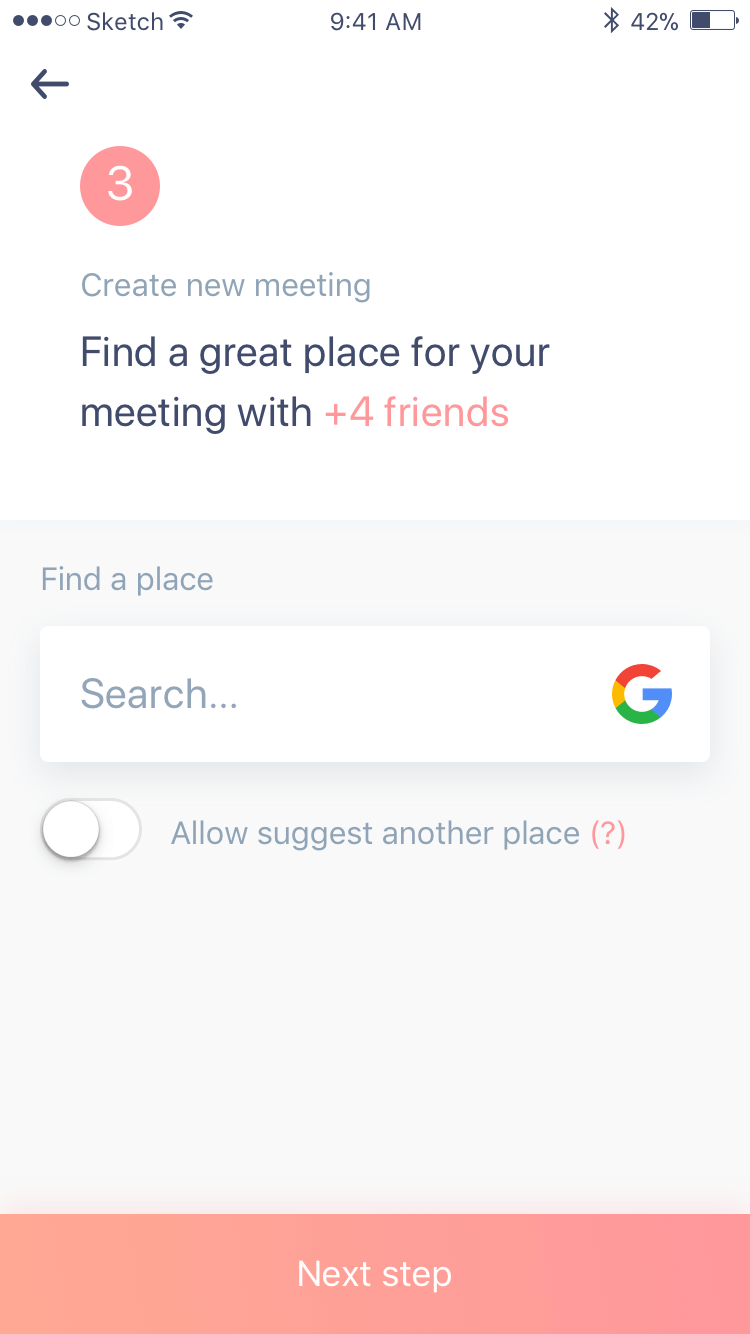 Sketch 9:41 AM 42%
3
Create new meeting
Find a great place for your
meeting with +4 friends
Find a place
Search...
Allow suggest another place (?)
Next step